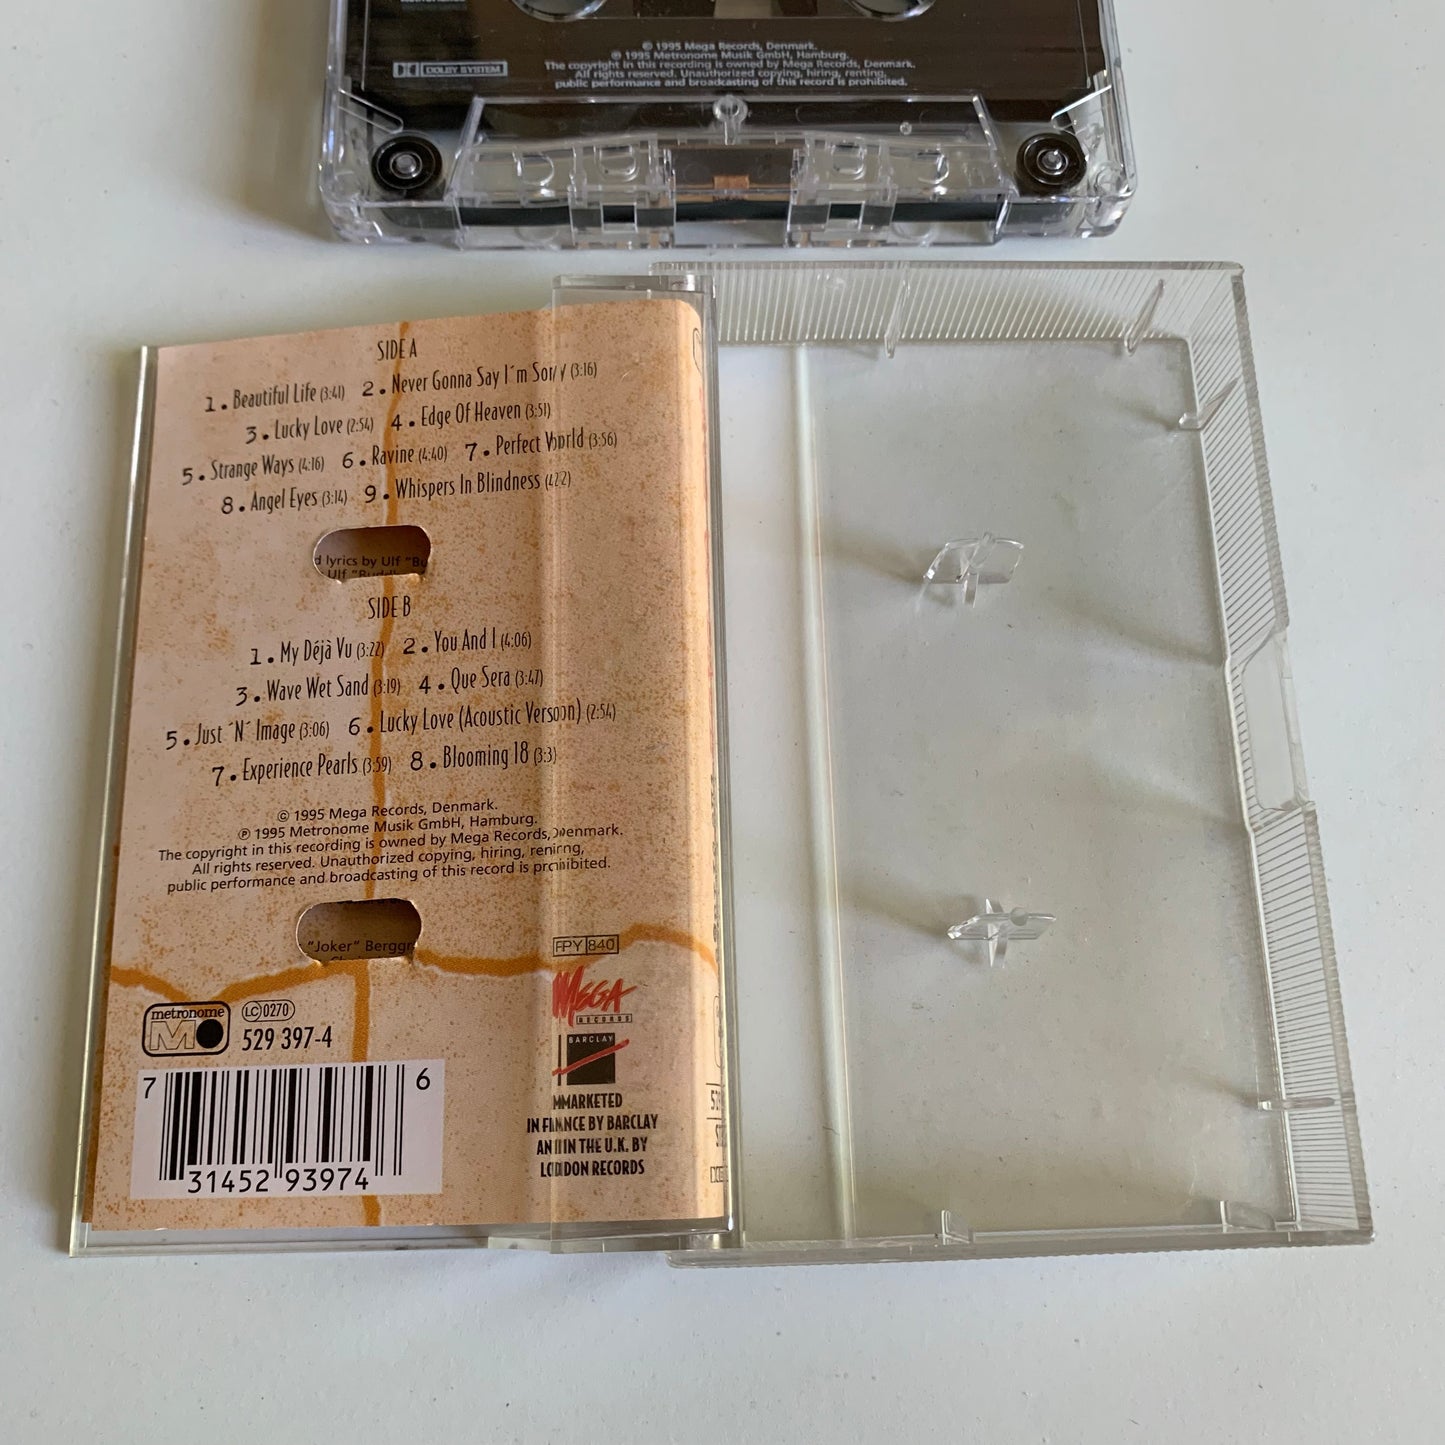 © 1995 Mega Records, Denmark.
℗ 1995 Metronome Musik GmbH, Hamburg.
The copyright in this recording is owned by Mega Records, Denmark.
All rights reserved. Unauthorized copying, hiring, renting,
public performance and broadcasting of this record is prohibited.
DOLBY SYSTEM
SIDE A
1. Beautiful Life (3:41) 2. Never Gonna Say I´m Sorry (3:16)
3. Lucky Love (2:54) 4. Edge Of Heaven (3:51)
5. Strange Ways (4:16) 6. Ravine (4:40) 7. Perfect World (3:56)
8. Angel Eyes (3:14) 9. Whispers In Blindness
d lyrics by Ulf "Bu
Ulf "Buddh
SIDE B
1. My Déjà Vu (3:22) 2. You And I (4:06)
3. Wave Wet Sand (3:19) 4. Que Sera (3:47)
5. Just ´N´ Image (3:06) 6. Lucky Love (Acoustic Version) (2:54)
7. Experience Pearls (3:59) 8. Blooming 18
© 1995 Mega Records, Denmark.
℗ 1995 Metronome Musik GmbH, Hamburg.
The copyright in this recording is owned by Mega Records, Denmark.
All rights reserved. Unauthorized copying, hiring, renting,
public performance and broadcasting of this record is prohibited.
"Joker" Berggr
PY 840
MEGA
RECORDS
BARCLAY
metronome
M
LC 0270
529 397-4
MARKETED
IN FRANCE BY BARCLAY
AND IN THE U.K. BY
LONDON RECORDS
7 31452 93974 6